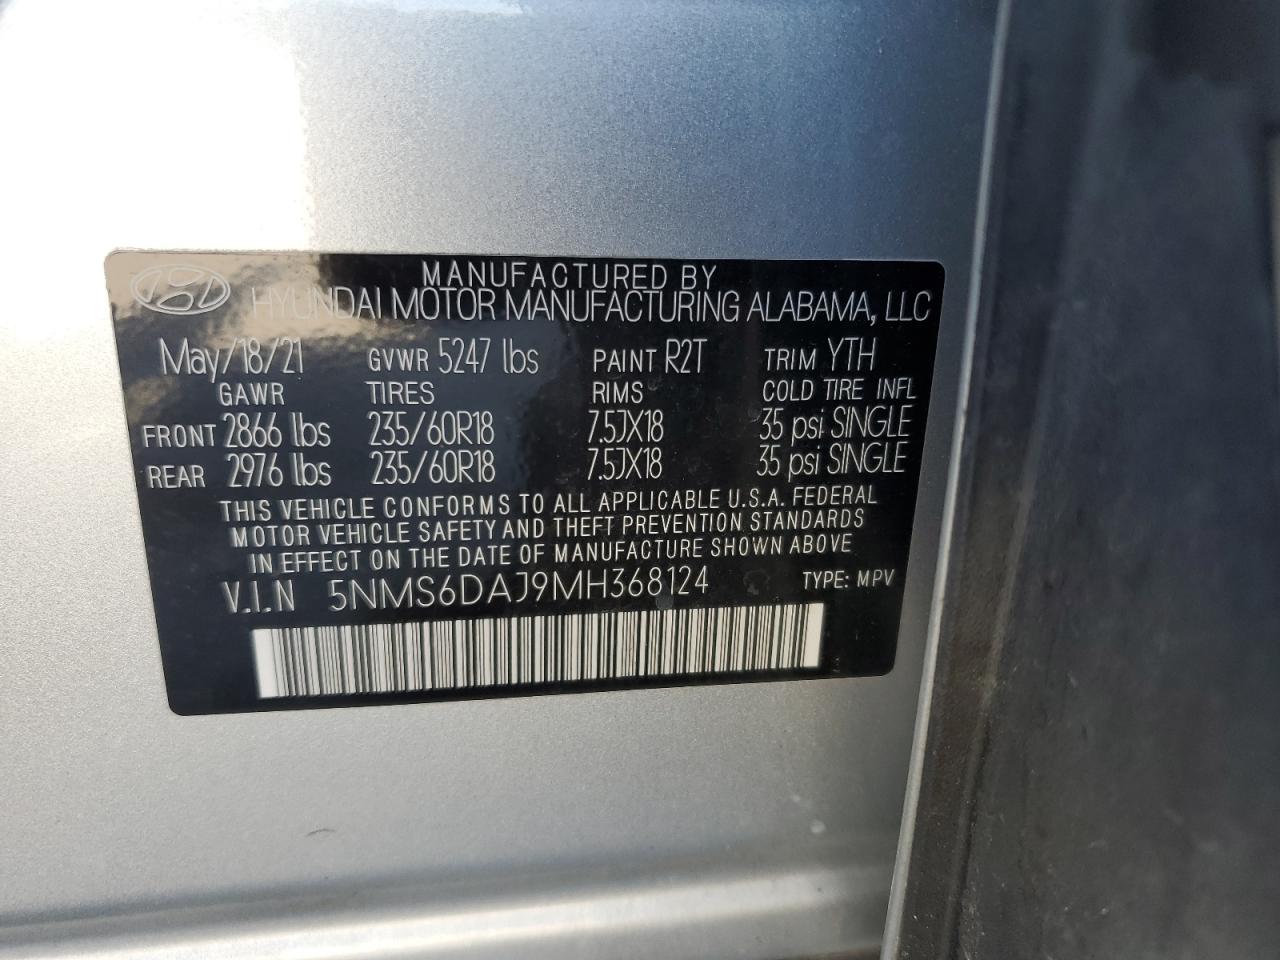 MANUFACTURED BY
HYUNDAI MOTOR MANUFACTURING ALABAMA, LLC
May/18/21 GVWR 5247 lbs PAINT R2T TRIM YTH
GAWR TIRES RIMS COLD TIRE INFL
FRONT 2866 lbs 235/60R18 7.5JX18 35 psi SINGLE
REAR 2976 lbs 235/60R18 7.5JX18 35 psi SINGLE
THIS VEHICLE CONFORMS TO ALL APPLICABLE U.S.A. FEDERAL
MOTOR VEHICLE SAFETY AND THEFT PREVENTION STANDARDS
IN EFFECT ON THE DATE OF MANUFACTURE SHOWN ABOVE
V.I.N 5NMS6DAJ9MH368124 TYPE: MPV